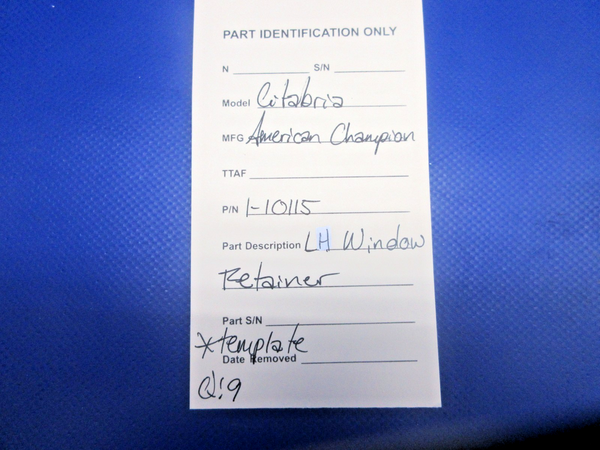 PART IDENTIFICATION ONLY
N S/N
Model Citabria
MFG American Champion
TTAF
P/N 1-10115
Part Description LH Window
Retainer
Part S/N
*template
Date Removed
Q:9